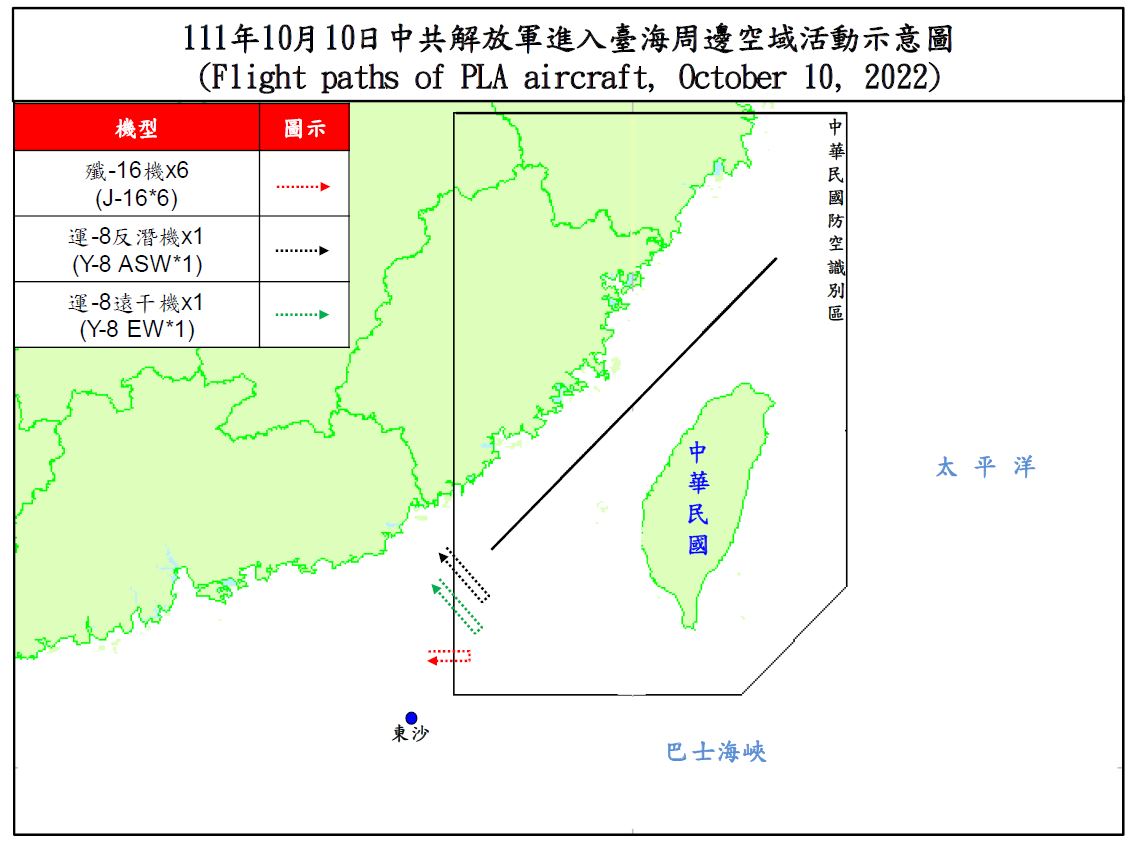 111年10月10日中共解放軍進入臺海周邊空域活動示意圖
(Flight paths of PLA aircraft, October 10, 2022)
機型 圖示
殲-16機x6
(J-16*6)
運-8反潛機x1
(Y-8 ASW*1)
運-8遠干機x1
(Y-8 EW*1)
中華民國防空識別區
中華民國
太平洋
東沙
巴士海峽